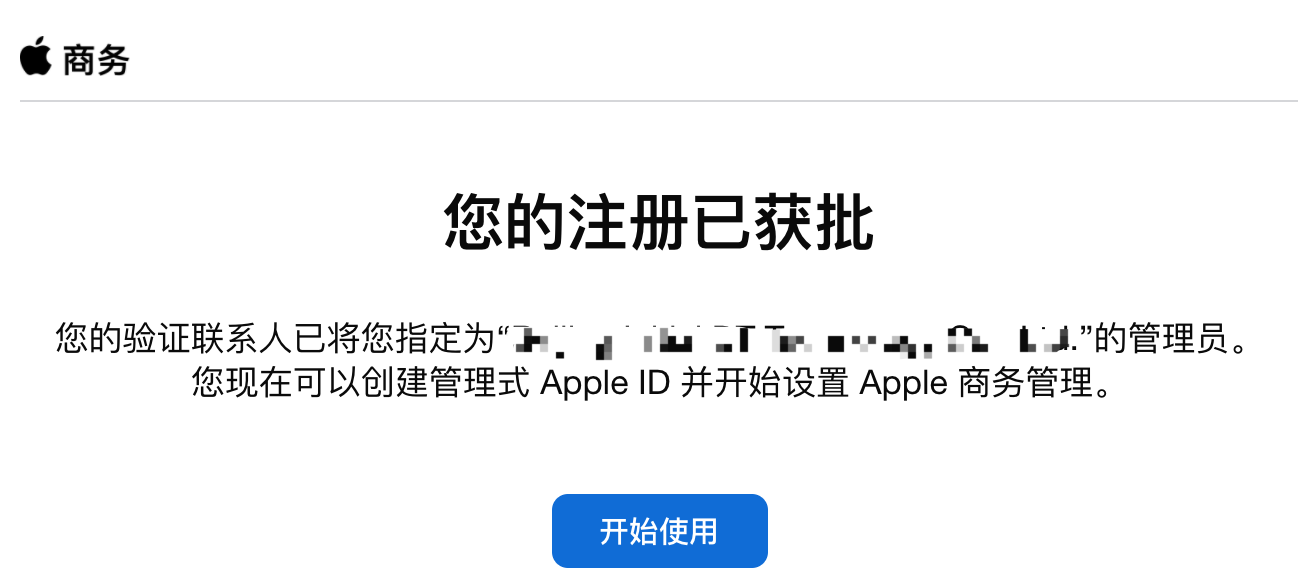 商务
您的注册已获批
您的验证联系人已将您指定为“ ”的管理员。
您现在可以创建管理式 Apple ID 并开始设置 Apple 商务管理。
开始使用